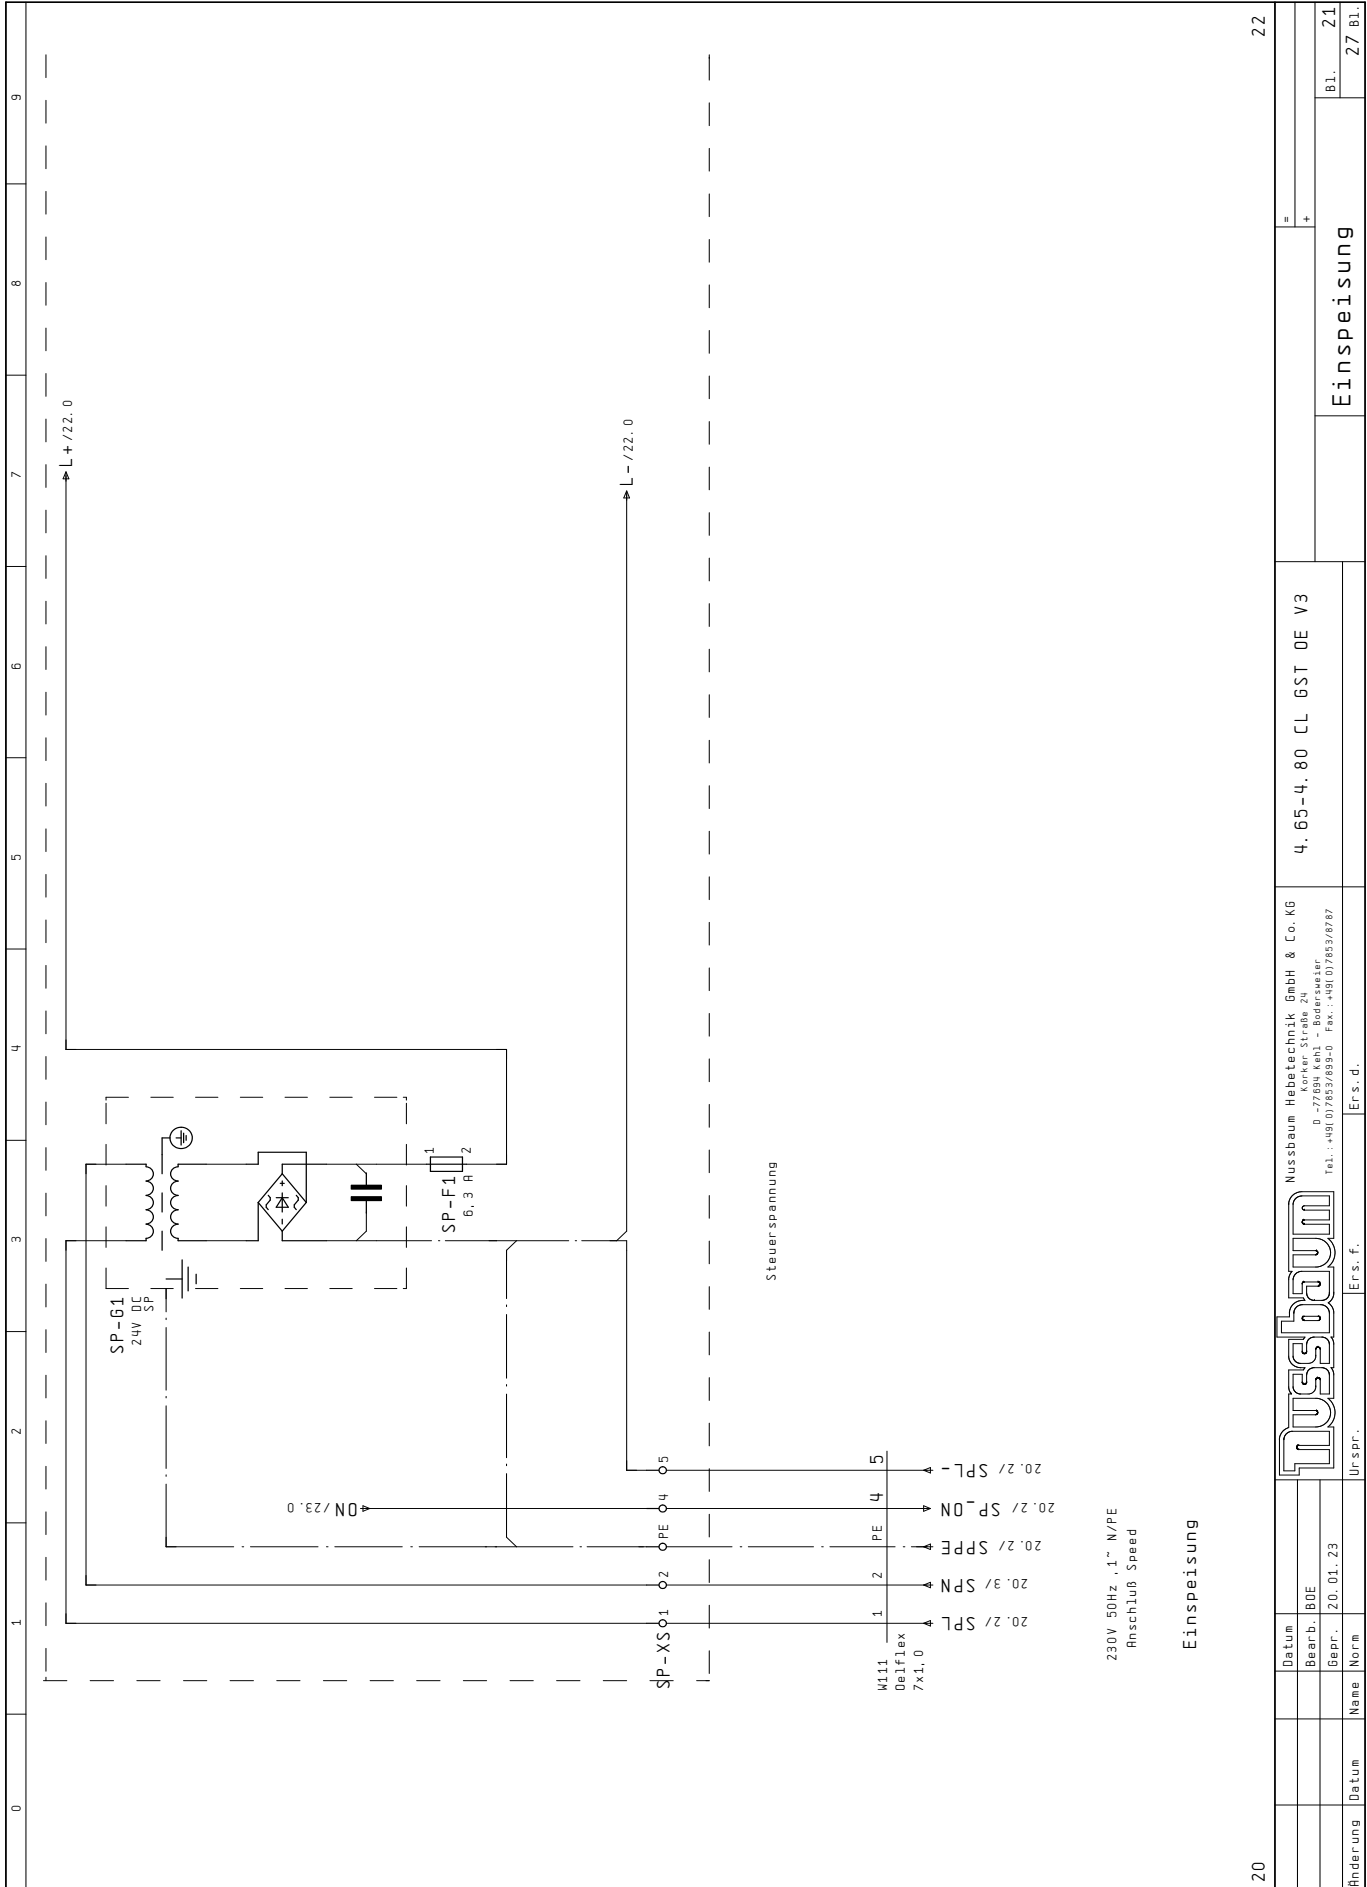 0 1 2 3 4 5 6 7 8 9
L+/22.0
SP-G1
24V DC
SP
SP-F1
6,3 A
1
2
ON/23.0
L-/22.0
SP-XS 1 2 PE 4 5
Steuerspannung
W111
Oelflex
7x1,0
1 2 PE 4 5
20.2/ SPL
20.3/ SPN
20.2/ SPPE
20.2/ SP_ON
20.2/ SPL-
230V 50Hz ,1~ N/PE
Anschluß Speed
Einspeisung
20
22
Änderung
Datum
Name
Datum
Bearb. BOE
Gepr. 20.01.23
Norm
Nussbaum
Urspr.
Ers.f.
Ers.d.
Nussbaum Hebetechnik GmbH & Co.KG
Korker Straße 24
D -77694 Kehl - Bodersweier
Tel.:+49(0)7853/899-0 Fax.:+49(0)7853/8787
4.65-4.80 CL GST OE V3
=
+
Einspeisung
Bl. 21
27 Bl.